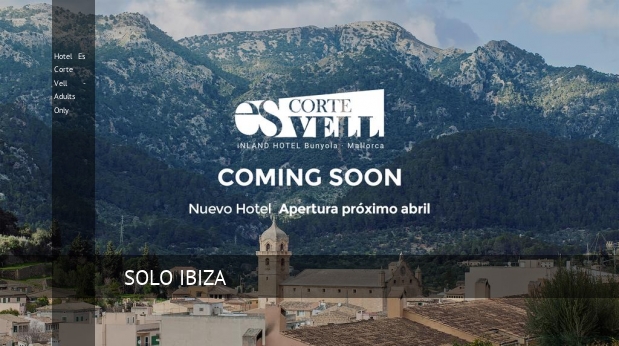 Hotel Es
Corte
Vell -
Adults
Only
es CORTE
VELL
INLAND HOTEL Bunyola · Mallorca
COMING SOON
Nuevo Hotel Apertura próximo abril
SOLO IBIZA